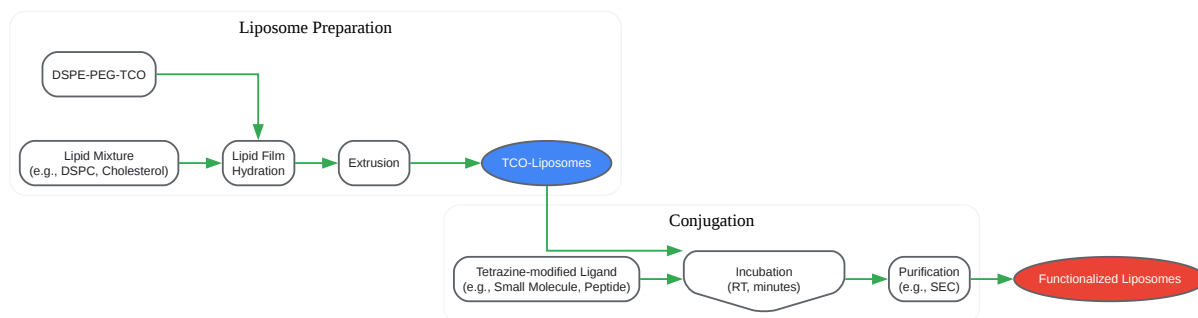 Liposome Preparation
DSPE-PEG-TCO
Lipid Mixture
(e.g., DSPC, Cholesterol)
Lipid Film
Hydration
Extrusion
TCO-Liposomes
Conjugation
Tetrazine-modified Ligand
(e.g., Small Molecule, Peptide)
Incubation
(RT, minutes)
Purification
(e.g., SEC)
Functionalized Liposomes